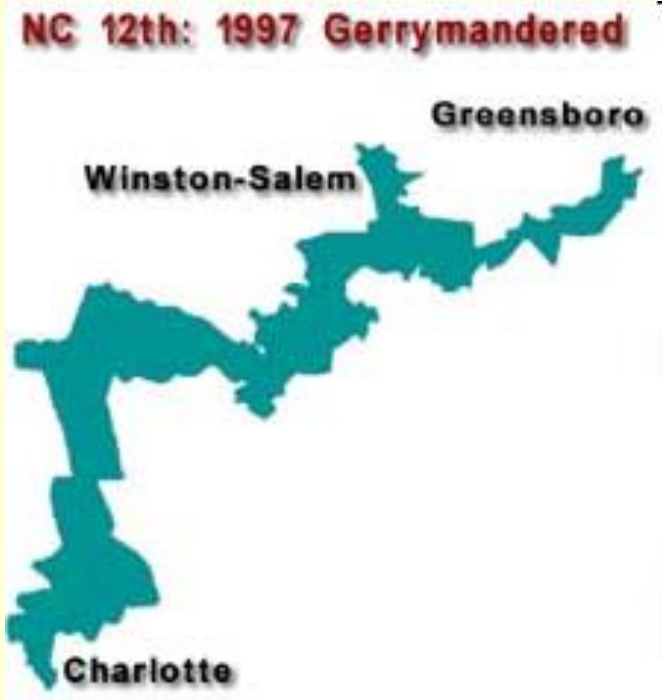 NC 12th: 1997 Gerrymandered
Greensboro
Winston-Salem
Charlotte